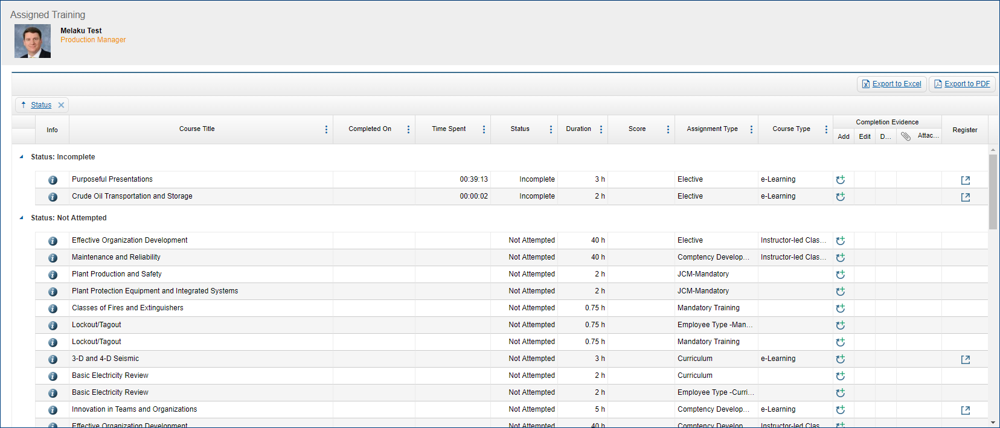 Assigned Training
Melaku Test
Production Manager
Export to Excel Export to PDF
Status
Info Course Title Completed On Time Spent Status Duration Score Assignment Type Course Type Completion Evidence Register
Add Edit D... Attac...
Status: Incomplete
Purposeful Presentations 00:39:13 Incomplete 3 h Elective e-Learning
Crude Oil Transportation and Storage 00:00:02 Incomplete 2 h Elective e-Learning
Status: Not Attempted
Effective Organization Development Not Attempted 40 h Elective Instructor-led Clas...
Maintenance and Reliability Not Attempted 40 h Comptency Develop... Instructor-led Clas...
Plant Production and Safety Not Attempted 2 h JCM-Mandatory
Plant Protection Equipment and Integrated Systems Not Attempted 2 h JCM-Mandatory
Classes of Fires and Extinguishers Not Attempted 0.75 h Mandatory Training
Lockout/Tagout Not Attempted 0.75 h Employee Type -Man...
Lockout/Tagout Not Attempted 0.75 h Mandatory Training
3-D and 4-D Seismic Not Attempted 3 h Curriculum e-Learning
Basic Electricity Review Not Attempted 2 h Curriculum
Basic Electricity Review Not Attempted 2 h Employee Type -Curri...
Innovation in Teams and Organizations Not Attempted 5 h Comptency Develop... e-Learning
Effective Organization Development Not Attempted 40 h Comptency Develop... Instructor-led Clas...